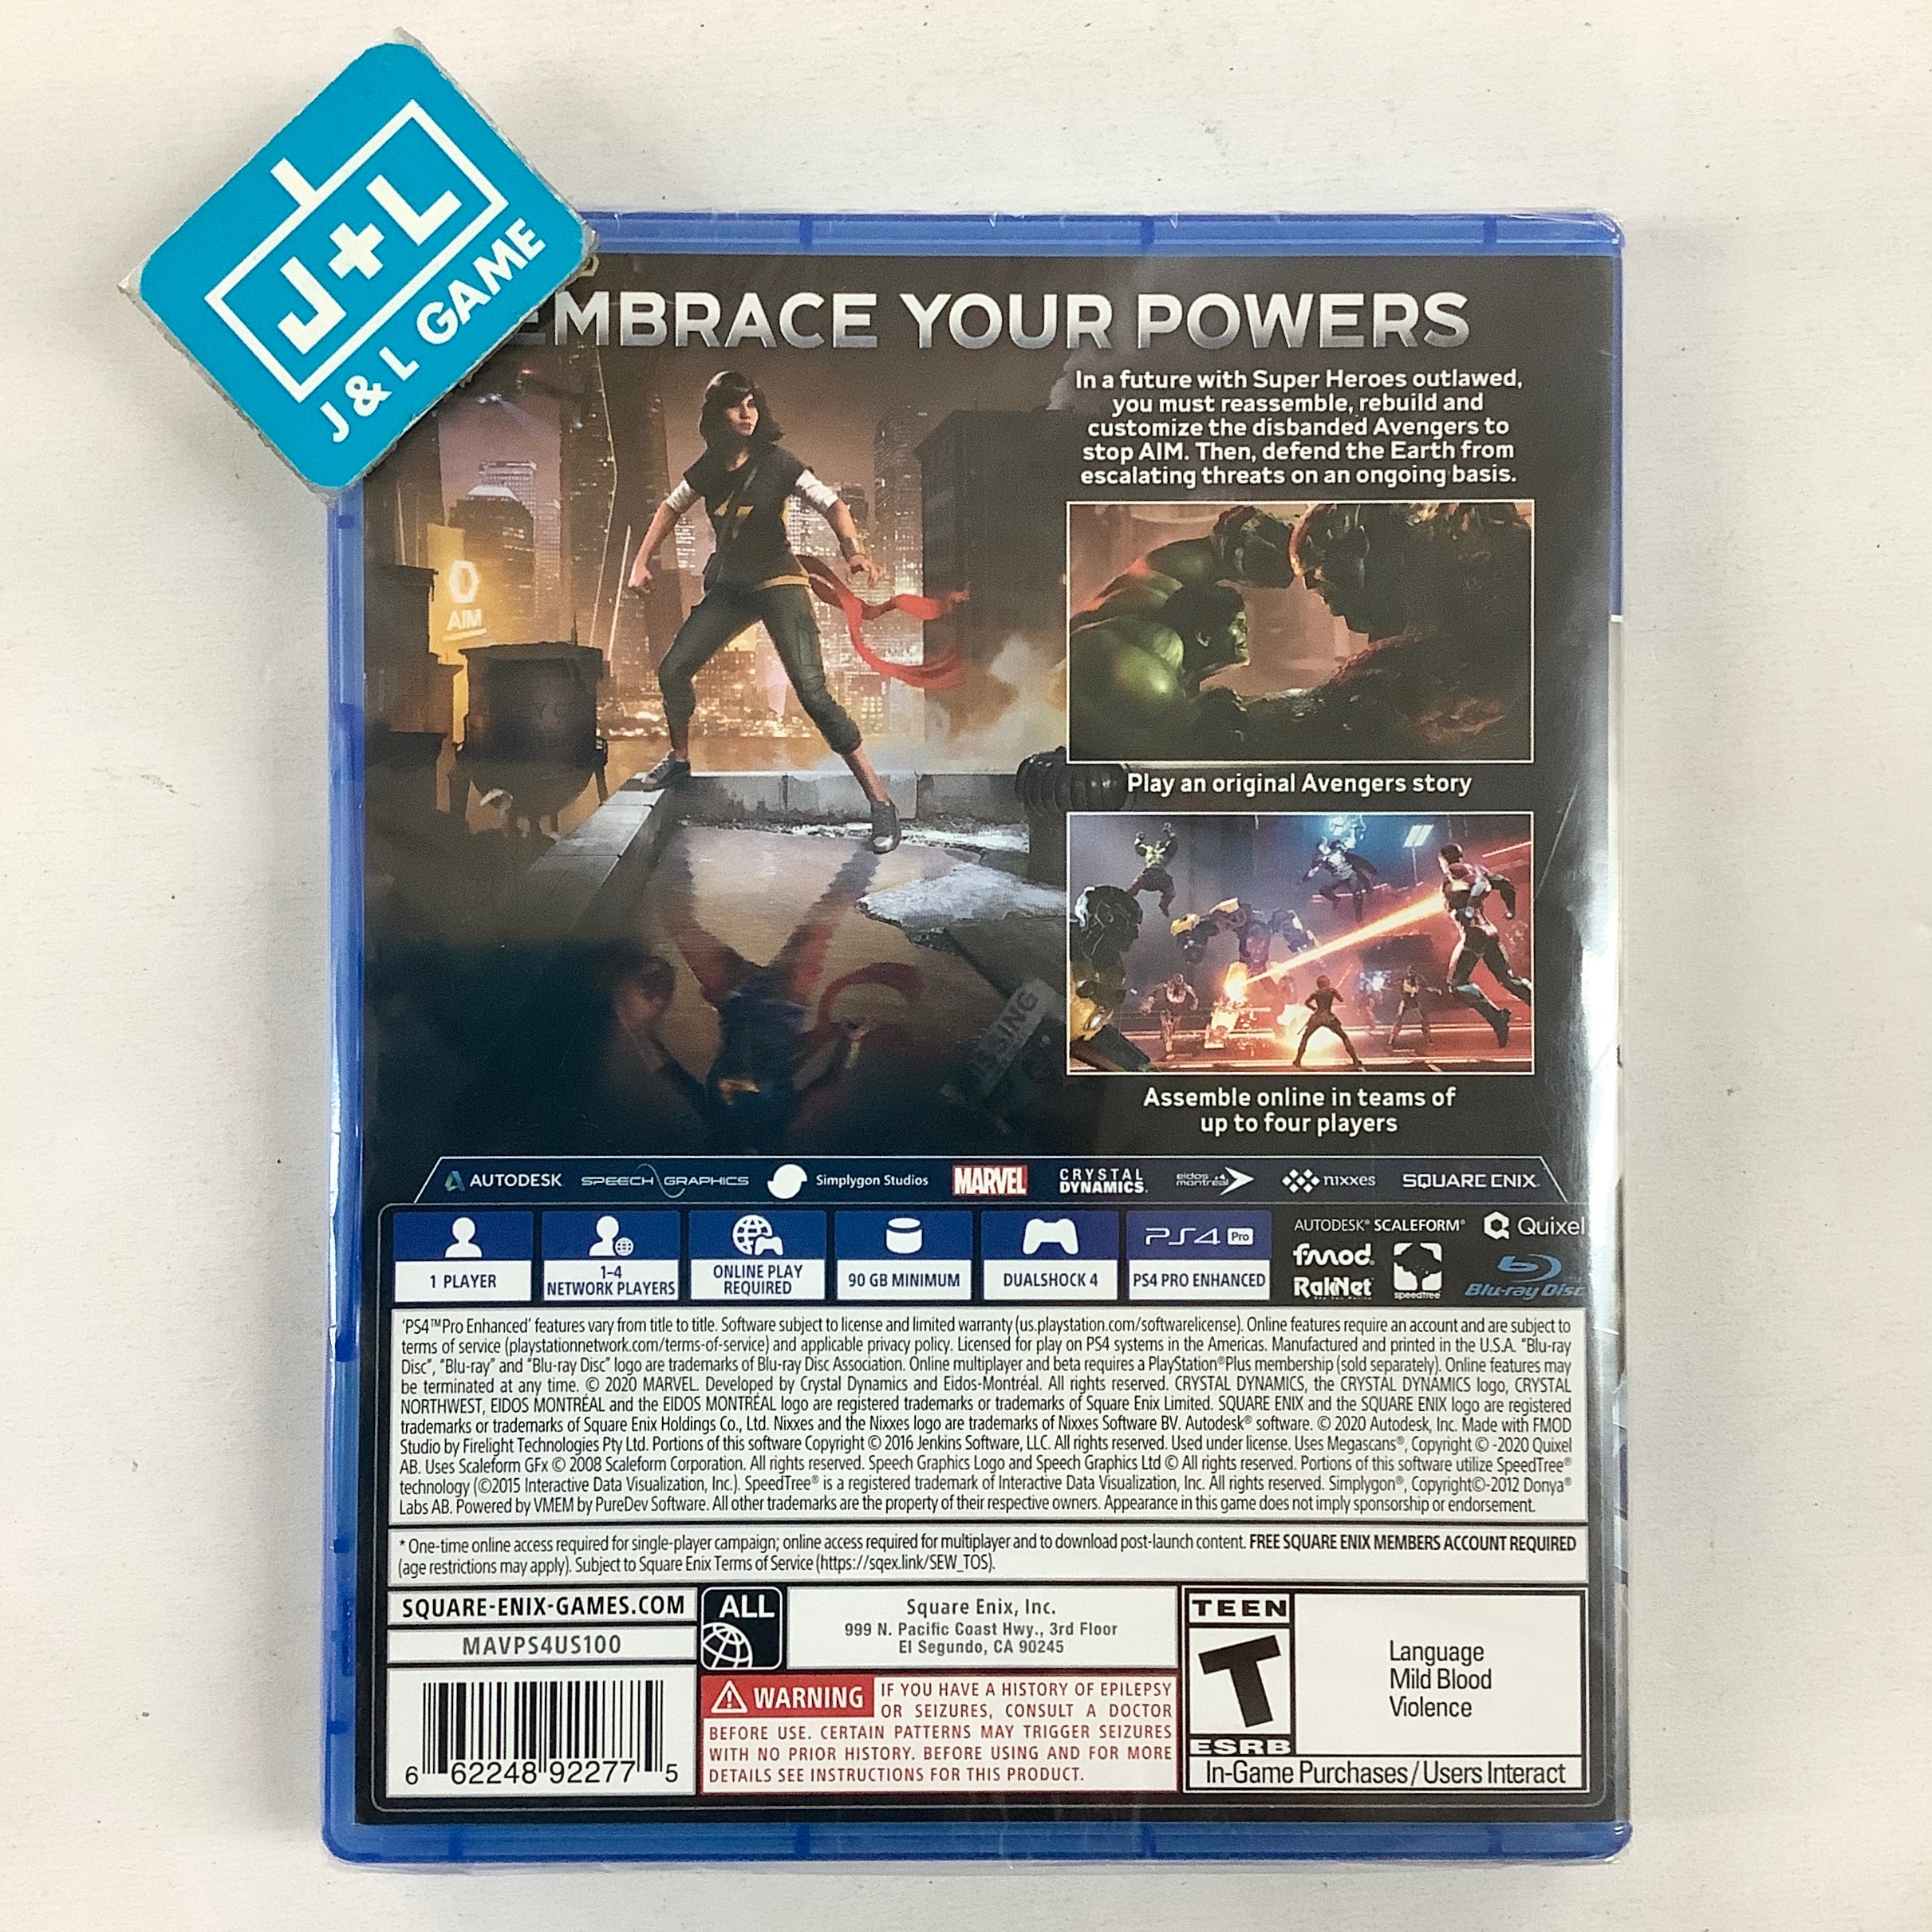 J+L
J & L GAME
EMBRACE YOUR POWERS
In a future with Super Heroes outlawed,
you must reassemble, rebuild and
customize the disbanded Avengers to
stop AIM. Then, defend the Earth from
escalating threats on an ongoing basis.
AIM
Play an original Avengers story
MISSING
Assemble online in teams of
up to four players
AUTODESK SPEECH GRAPHICS Simplygon Studios MARVEL CRYSTAL DYNAMICS. eidos montréal nixxes SQUARE ENIX.
1 PLAYER
1–4
NETWORK PLAYERS
ONLINE PLAY
REQUIRED
90 GB MINIMUM
DUALSHOCK 4
PS4 Pro
PS4 PRO ENHANCED
AUTODESK® SCALEFORM® Quixel
fmod.
RakNet
speedtree
Blu-ray Disc
'PS4™Pro Enhanced' features vary from title to title. Software subject to license and limited warranty (us.playstation.com/softwarelicense). Online features require an account and are subject to
terms of service (playstationnetwork.com/terms-of-service) and applicable privacy policy. Licensed for play on PS4 systems in the Americas. Manufactured and printed in the U.S.A. "Blu-ray
Disc", "Blu-ray" and "Blu-ray Disc" logo are trademarks of Blu-ray Disc Association. Online multiplayer and beta requires a PlayStation®Plus membership (sold separately). Online features may
be terminated at any time. © 2020 MARVEL. Developed by Crystal Dynamics and Eidos-Montréal. All rights reserved. CRYSTAL DYNAMICS, the CRYSTAL DYNAMICS logo, CRYSTAL
NORTHWEST, EIDOS MONTRÉAL and the EIDOS MONTRÉAL logo are registered trademarks or trademarks of Square Enix Limited. SQUARE ENIX and the SQUARE ENIX logo are registered
trademarks or trademarks of Square Enix Holdings Co., Ltd. Nixxes and the Nixxes logo are trademarks of Nixxes Software BV. Autodesk® software. © 2020 Autodesk, Inc. Made with FMOD
Studio by Firelight Technologies Pty Ltd. Portions of this software Copyright © 2016 Jenkins Software, LLC. All rights reserved. Used under license. Uses Megascans®, Copyright © -2020 Quixel
AB. Uses Scaleform GFx © 2008 Scaleform Corporation. All rights reserved. Speech Graphics Logo and Speech Graphics Ltd © All rights reserved. Portions of this software utilize SpeedTree®
technology (©2015 Interactive Data Visualization, Inc.). SpeedTree® is a registered trademark of Interactive Data Visualization, Inc. All rights reserved. Simplygon®, Copyright©-2012 Donya®
Labs AB. Powered by VMEM by PureDev Software. All other trademarks are the property of their respective owners. Appearance in this game does not imply sponsorship or endorsement.
* One-time online access required for single-player campaign; online access required for multiplayer and to download post-launch content. FREE SQUARE ENIX MEMBERS ACCOUNT REQUIRED
(age restrictions may apply). Subject to Square Enix Terms of Service (https://sqex.link/SEW_TOS).
SQUARE-ENIX-GAMES.COM
MAVPS4US100
6 62248 92277 5
ALL
Square Enix, Inc.
999 N. Pacific Coast Hwy., 3rd Floor
El Segundo, CA 90245
WARNING IF YOU HAVE A HISTORY OF EPILEPSY
OR SEIZURES, CONSULT A DOCTOR
BEFORE USE. CERTAIN PATTERNS MAY TRIGGER SEIZURES
WITH NO PRIOR HISTORY. BEFORE USING AND FOR MORE
DETAILS SEE INSTRUCTIONS FOR THIS PRODUCT.
TEEN
T
ESRB
Language
Mild Blood
Violence
In-Game Purchases / Users Interact